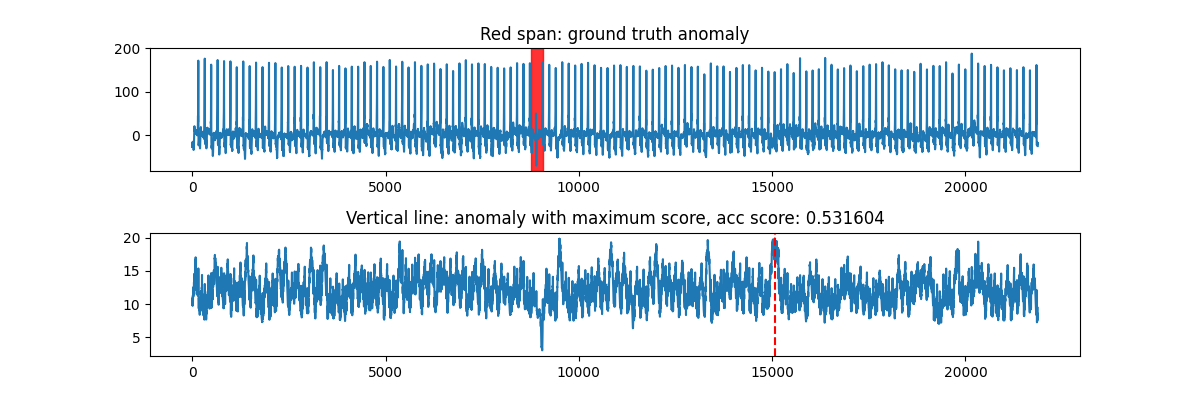 Red span: ground truth anomaly
200
100
0
0 5000 10000 15000 20000
Vertical line: anomaly with maximum score, acc score: 0.531604
20
15
10
5
0 5000 10000 15000 20000